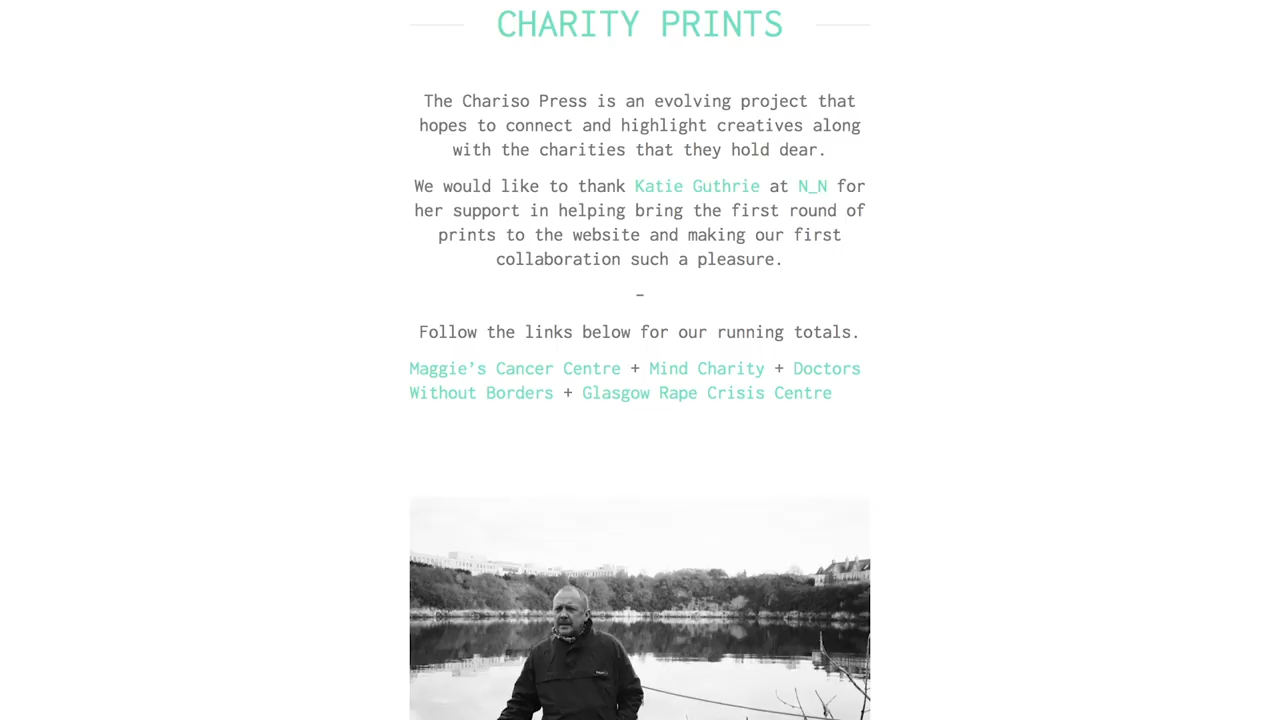 CHARITY PRINTS
The Chariso Press is an evolving project that
hopes to connect and highlight creatives along
with the charities that they hold dear.
We would like to thank Katie Guthrie at N_N for
her support in helping bring the first round of
prints to the website and making our first
collaboration such a pleasure.
–
Follow the links below for our running totals.
Maggie’s Cancer Centre + Mind Charity + Doctors
Without Borders + Glasgow Rape Crisis Centre